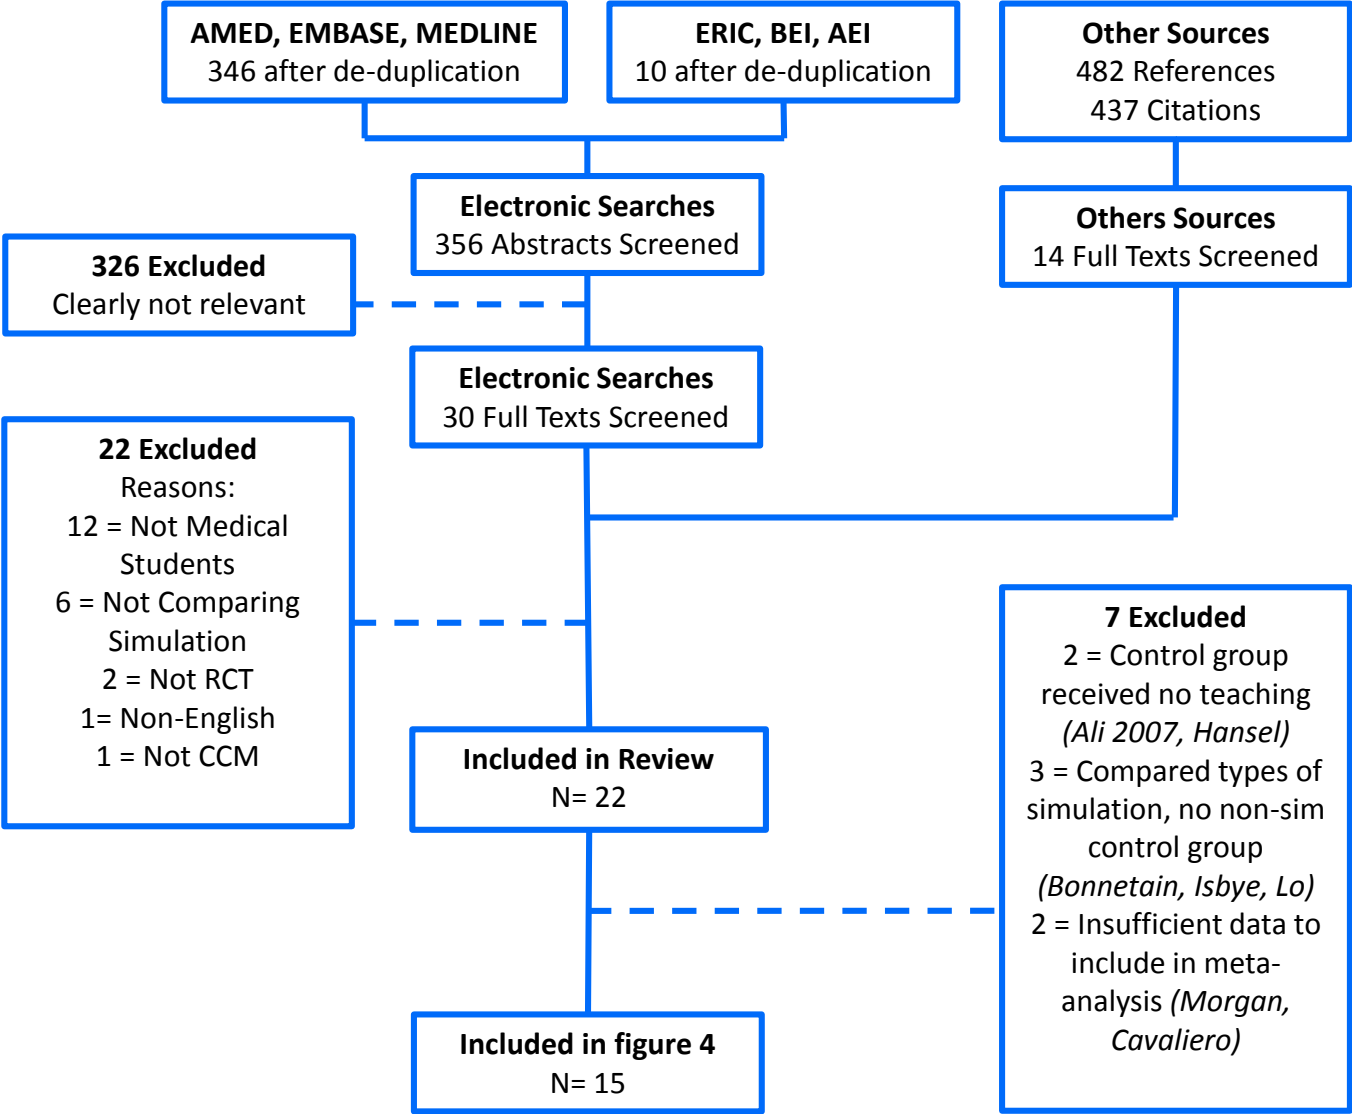 AMED, EMBASE, MEDLINE
346 after de-duplication
ERIC, BEI, AEI
10 after de-duplication
Other Sources
482 References
437 Citations
Electronic Searches
356 Abstracts Screened
Others Sources
14 Full Texts Screened
326 Excluded
Clearly not relevant
Electronic Searches
30 Full Texts Screened
22 Excluded
Reasons:
12 = Not Medical
Students
6 = Not Comparing
Simulation
2 = Not RCT
1= Non-English
1 = Not CCM
Included in Review
N= 22
7 Excluded
2 = Control group
received no teaching
(Ali 2007, Hansel)
3 = Compared types of
simulation, no non-sim
control group
(Bonnetain, Isbye, Lo)
2 = Insufficient data to
include in meta-
analysis (Morgan,
Cavaliero)
Included in figure 4
N= 15